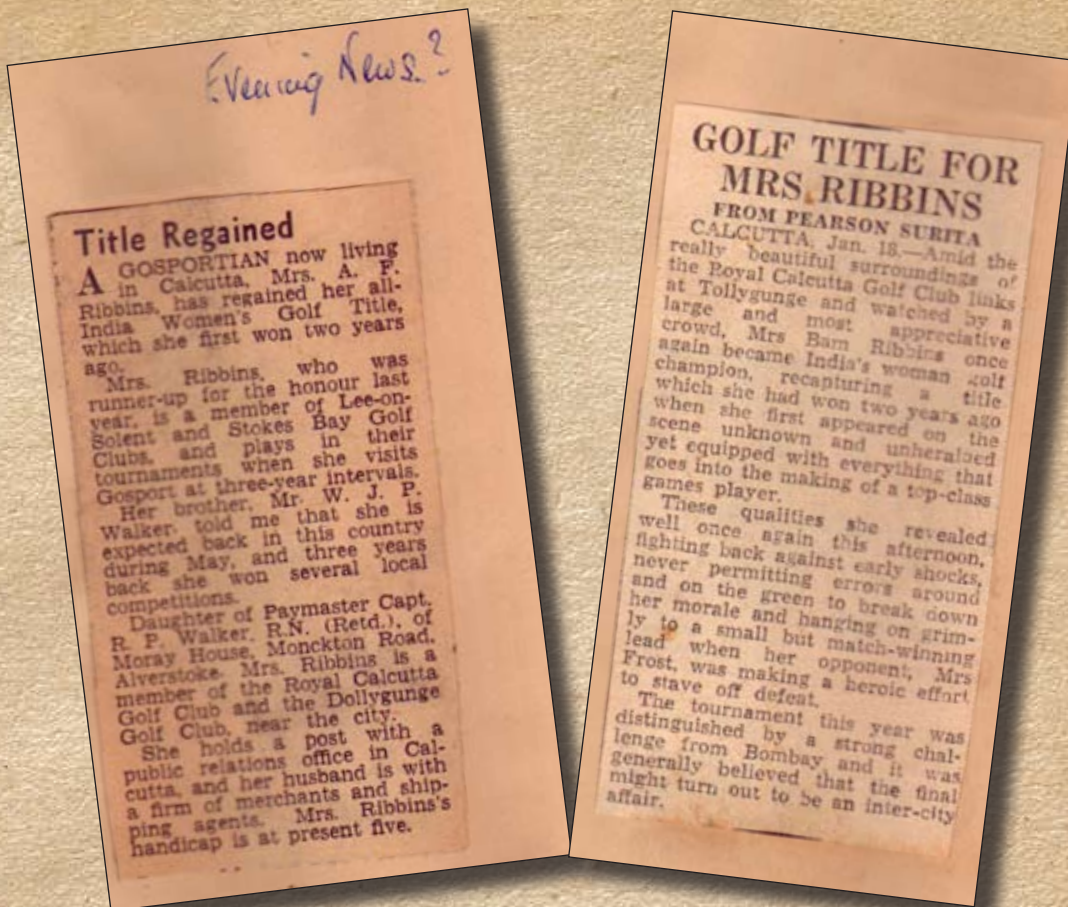 Evening News.?
Title Regained
A GOSPORTIAN now living
in Calcutta, Mrs. A. F.
Ribbins, has regained her all-
India Women's Golf Title,
which she first won two years
ago.
Mrs. Ribbins, who was
runner-up for the honour last
year, is a member of Lee-on-
Solent and Stokes Bay Golf
Clubs, and plays in their
tournaments when she visits
Gosport at three-year intervals.
Her brother, Mr. W. J. P.
Walker, told me that she is
expected back in this country
during May, and three years
back she won several local
competitions.
Daughter of Paymaster Capt.
R. P. Walker, R.N. (Retd.), of
Moray House, Monckton Road,
Alverstoke, Mrs. Ribbins is a
member of the Royal Calcutta
Golf Club and the Dollygunge
Golf Club, near the city.
She holds a post with a
public relations office in Cal-
cutta, and her husband is with
a firm of merchants and ship-
ping agents. Mrs. Ribbins's
handicap is at present five.
GOLF TITLE FOR
MRS RIBBINS
FROM PEARSON SURITA
CALCUTTA, Jan. 18.—Amid the
really beautiful surroundings of
the Royal Calcutta Golf Club links
at Tollygunge and watched by a
large and most appreciative
crowd, Mrs Bam Ribbins once
again became India's woman golf
champion, recapturing a title
which she had won two years ago
when she first appeared on the
scene unknown and unheralded
yet equipped with everything that
goes into the making of a top-class
games player.
These qualities she revealed
well once again this afternoon,
fighting back against early shocks,
never permitting errors around
and on the green to break down
her morale and hanging on grim-
ly to a small but match-winning
lead when her opponent, Mrs
Frost, was making a heroic effort
to stave off defeat.
The tournament this year was
distinguished by a strong chal-
lenge from Bombay and it was
generally believed that the final
might turn out to be an inter-city
affair.